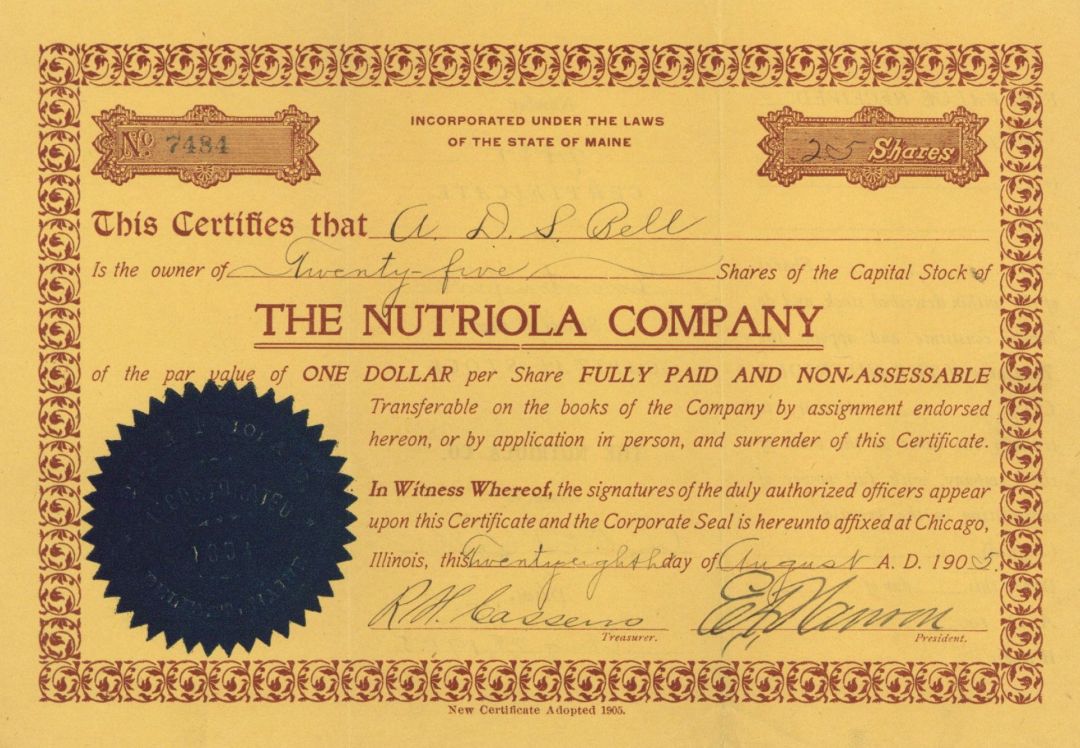 INCORPORATED UNDER THE LAWS
OF THE STATE OF MAINE
No. 7484
25 Shares
This Certifies that A. D. S. Bell
Is the owner of Twenty-five Shares of the Capital Stock of
THE NUTRIOLA COMPANY
of the par value of ONE DOLLAR per Share FULLY PAID AND NON-ASSESSABLE
Transferable on the books of the Company by assignment endorsed
hereon, or by application in person, and surrender of this Certificate.
In Witness Whereof, the signatures of the duly authorized officers appear
upon this Certificate and the Corporate Seal is hereunto affixed at Chicago,
Illinois, this Twentyeighth day of August A. D. 1905.
R. H.
Treasurer.
President.
INCORPORATED
New Certificate Adopted 1905.